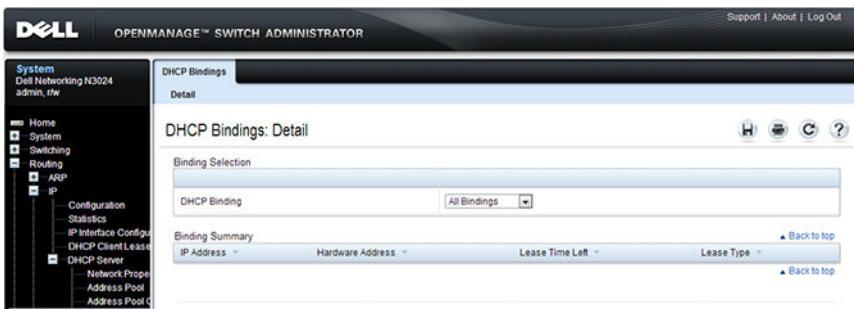 Support | About | Log Out
DELL OPENMANAGE™ SWITCH ADMINISTRATOR
System
Dell Networking N3024
admin, r/w
Home
System
Switching
Routing
ARP
IP
Configuration
Statistics
IP Interface Configu
DHCP Client Lease
DHCP Server
Network Prope
Address Pool
Address Pool O
DHCP Bindings
Detail
DHCP Bindings: Detail
Binding Selection
DHCP Binding All Bindings
Binding Summary
Back to top
IP Address Hardware Address Lease Time Left Lease Type
Back to top